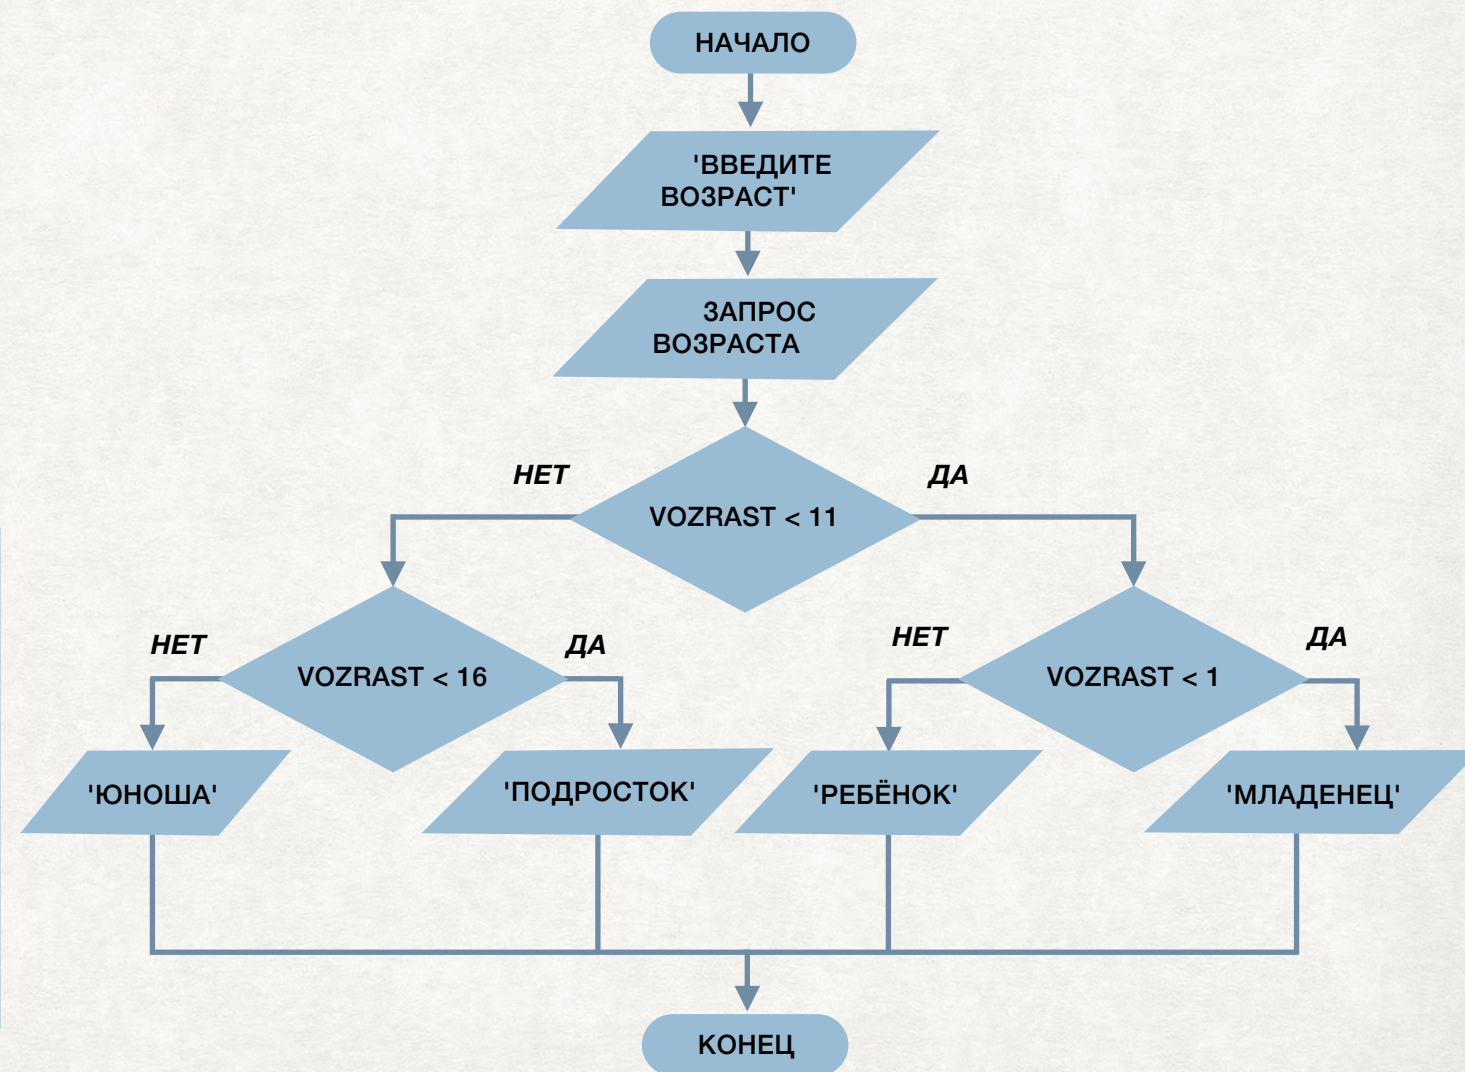 НАЧАЛО
'ВВЕДИТЕ
ВОЗРАСТ'
ЗАПРОС
ВОЗРАСТА
НЕТ
ДА
VOZRAST < 11
НЕТ
ДА
НЕТ
ДА
VOZRAST < 16
VOZRAST < 1
'ЮНОША'
'ПОДРОСТОК'
'РЕБЁНОК'
'МЛАДЕНЕЦ'
КОНЕЦ